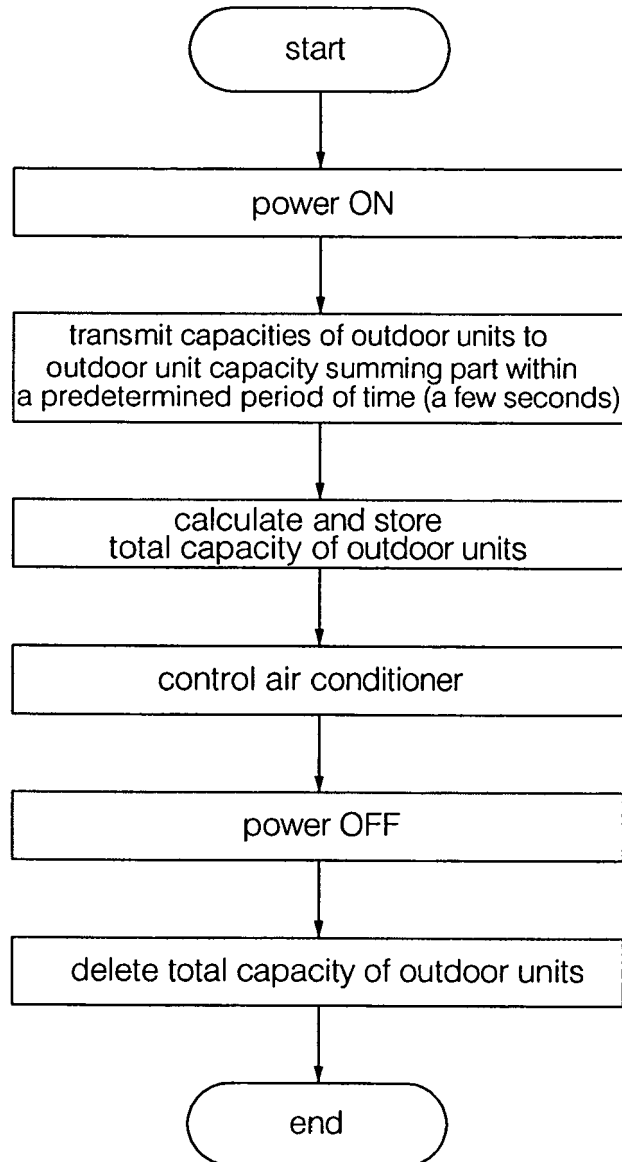 start
power ON
transmit capacities of outdoor units to
outdoor unit capacity summing part within
a predetermined period of time (a few seconds)
calculate and store
total capacity of outdoor units
control air conditioner
power OFF
delete total capacity of outdoor units
end